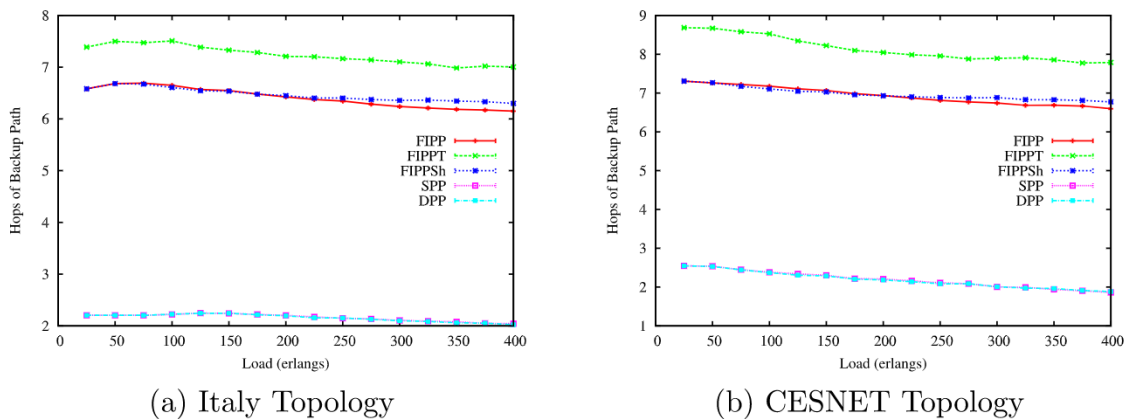 8
7
6
5
4
3
2
0
50
100
150
200
250
300
350
400
Hops of Backup Path
Load (erlangs)
FIPP
FIPPT
FIPPSh
SPP
DPP
(a) Italy Topology
9
8
7
6
5
4
3
2
1
0
50
100
150
200
250
300
350
400
Hops of Backup Path
Load (erlangs)
FIPP
FIPPT
FIPPSh
SPP
DPP
(b) CESNET Topology